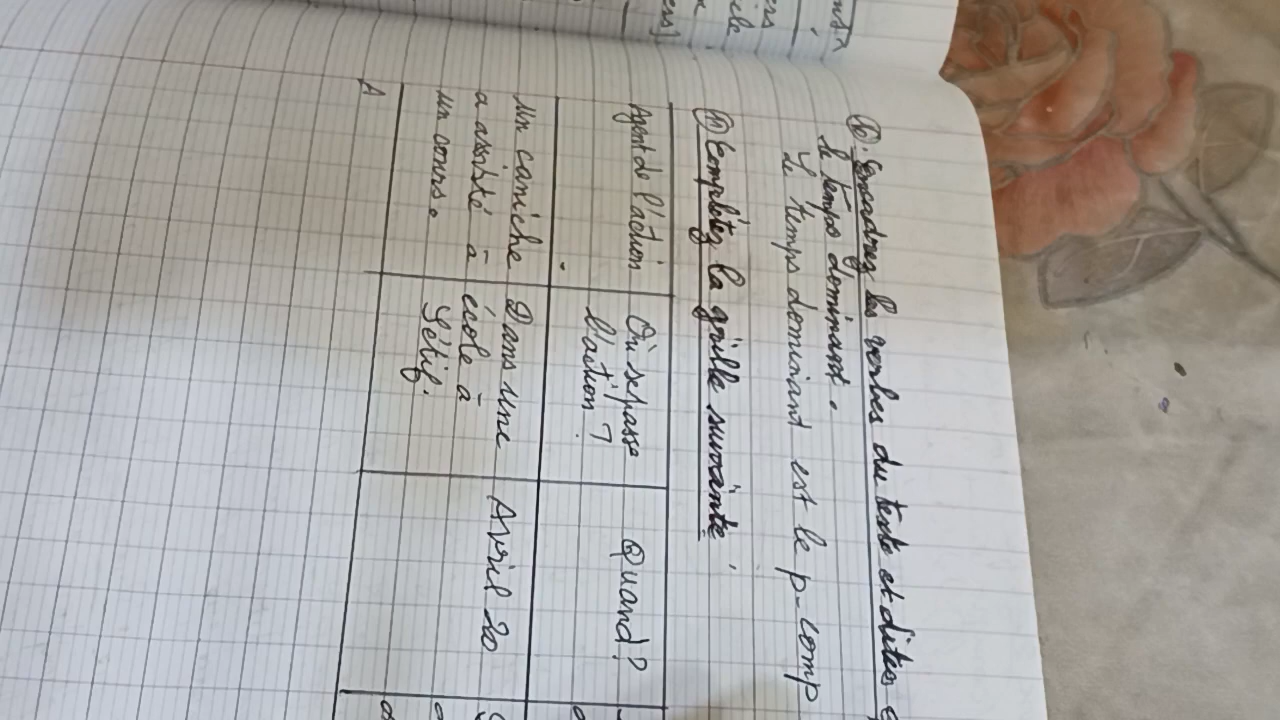 ⑥. Encadrez les verbes du texte et dites
le temps dominant.
Le temps dominant est le p-comp
Complétez la grille suivante
Agent de l'action
Où se passe
l'action ?
Quand ?
Un caniche
a assisté à
un cours.
Dans une
école à
Sétif.
Avril 20
A